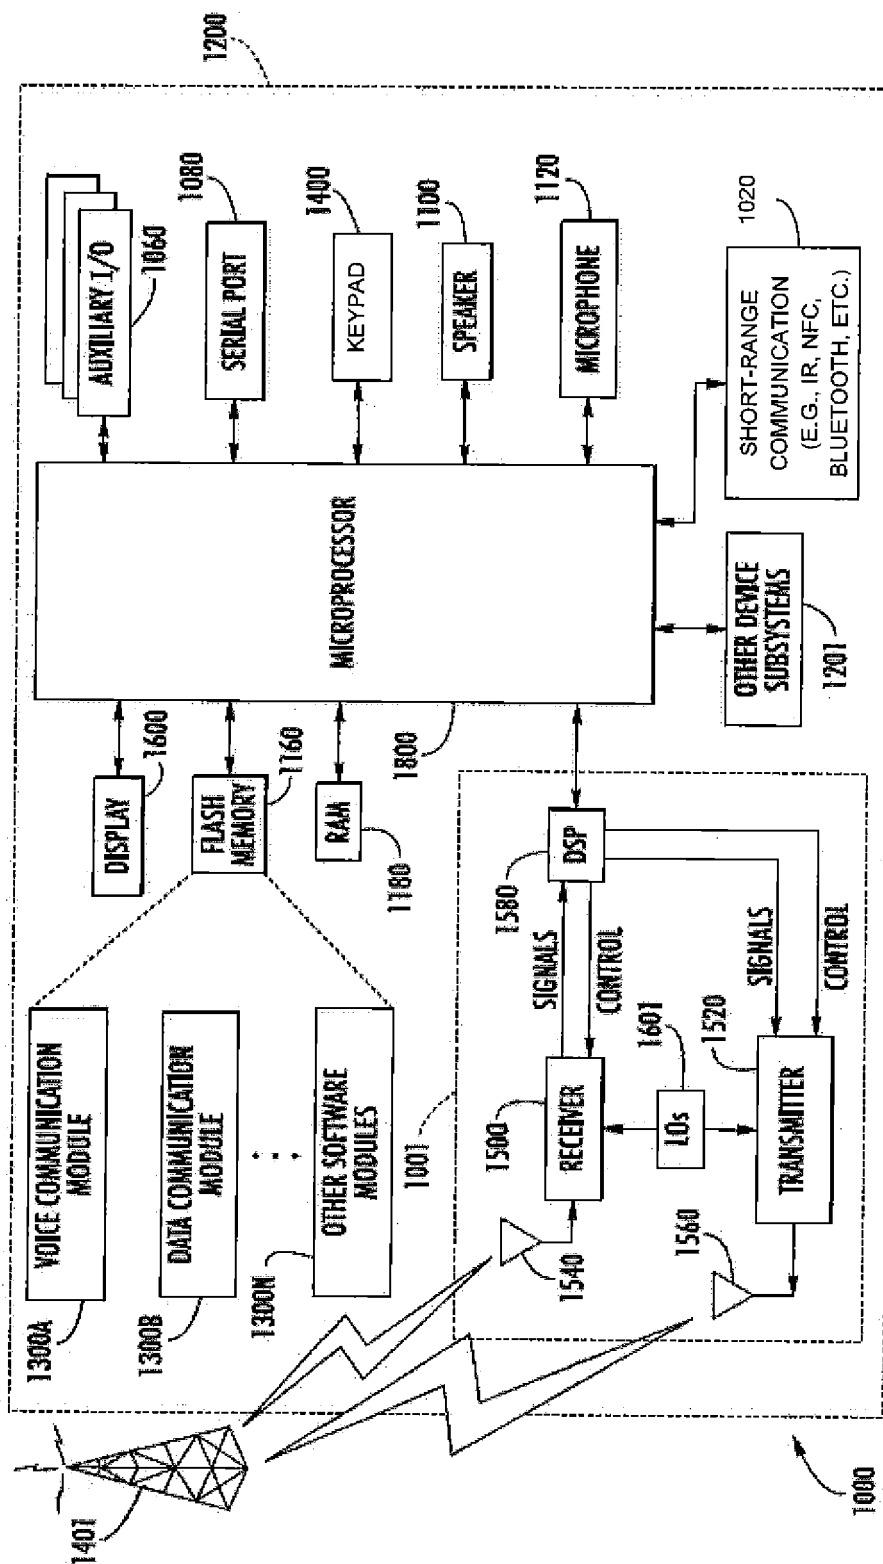 1200
AUXILIARY I/O
1060
SERIAL PORT
1080
KEYPAD
1400
SPEAKER
1100
MICROPHONE
1120
SHORT-RANGE
COMMUNICATION
(E.G., IR, NFC,
BLUETOOTH, ETC.)
1020
MICROPROCESSOR
1800
OTHER DEVICE
SUBSYSTEMS
1201
DISPLAY
1600
FLASH
MEMORY
1160
RAM
1180
VOICE COMMUNICATION
MODULE
1300A
DATA COMMUNICATION
MODULE
1300B
OTHER SOFTWARE
MODULES
1300N
1001
DSP
1580
SIGNALS
CONTROL
RECEIVER
1500
1540
LOs
1601
TRANSMITTER
1520
SIGNALS
CONTROL
1560
1401
1000